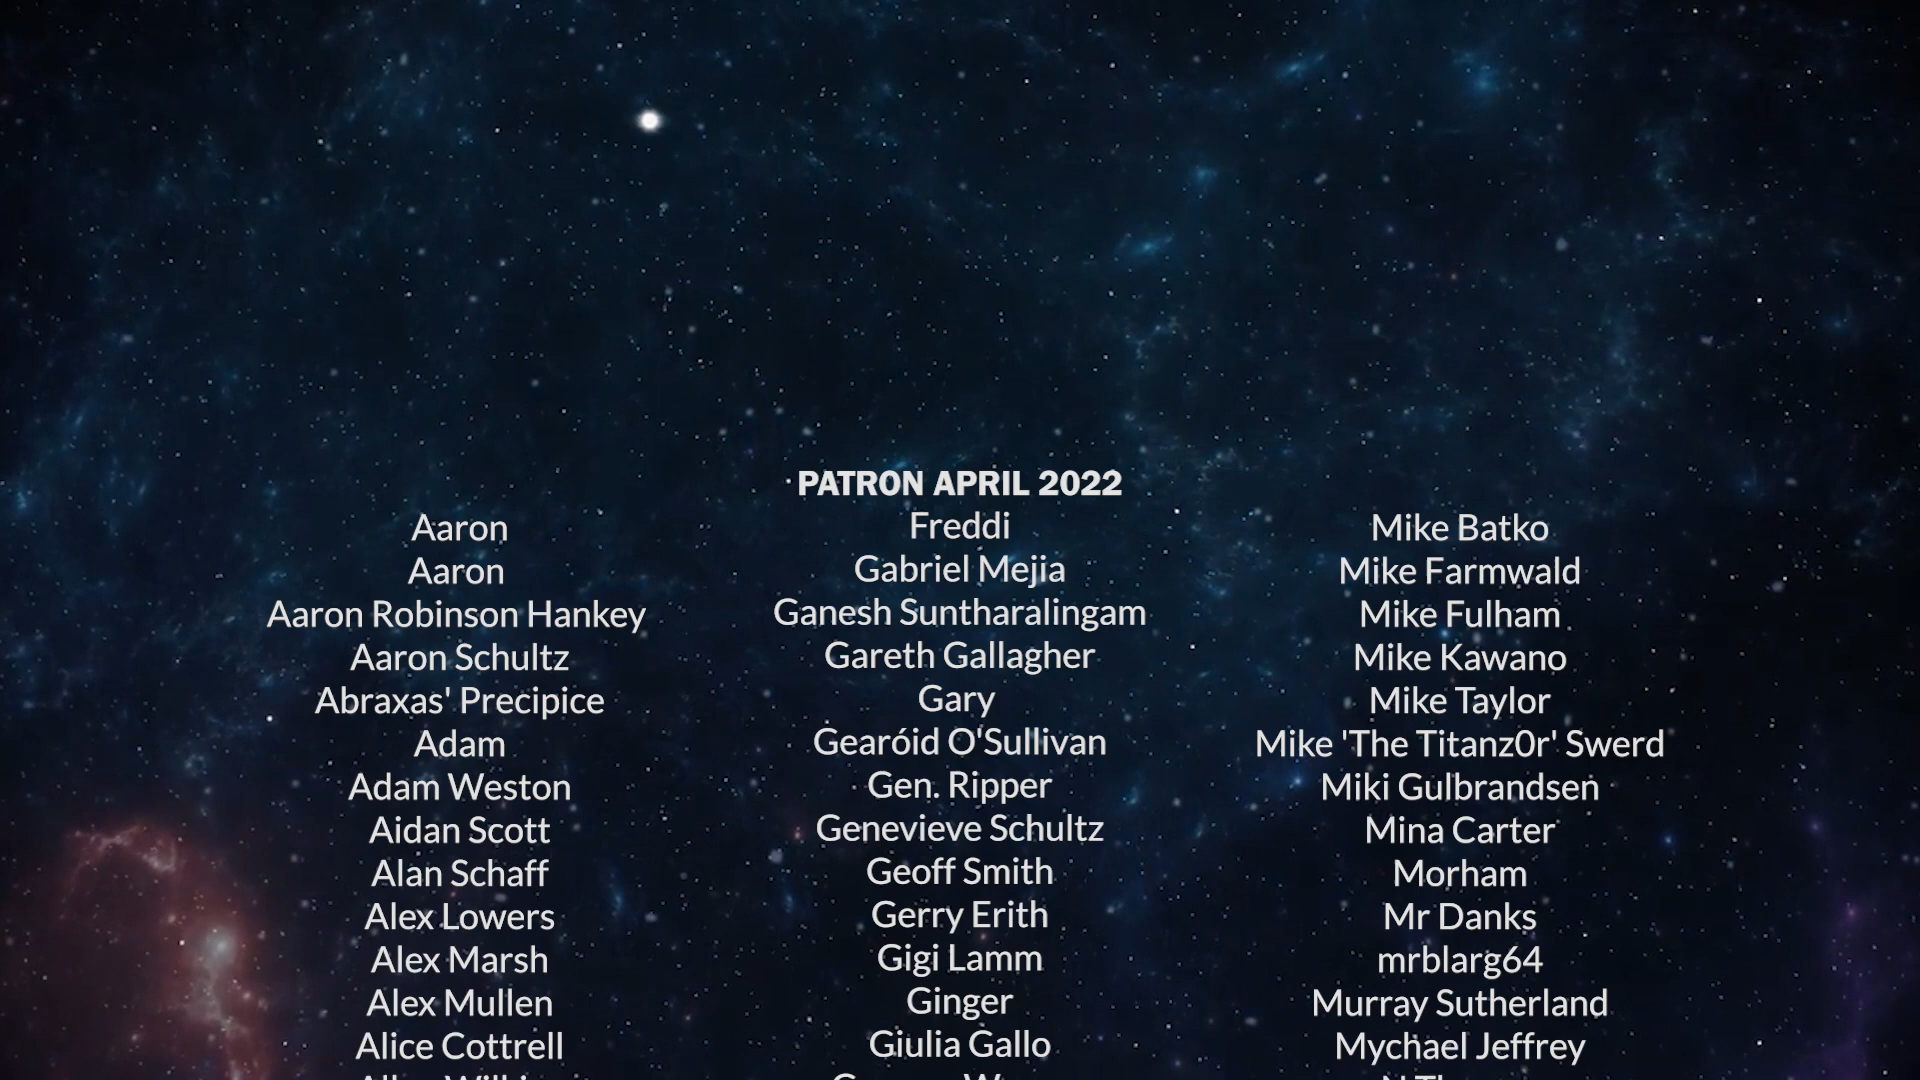 PATRON APRIL 2022
Aaron
Aaron
Aaron Robinson Hankey
Aaron Schultz
Abraxas' Precipice
Adam
Adam Weston
Aidan Scott
Alan Schaff
Alex Lowers
Alex Marsh
Alex Mullen
Alice Cottrell
Freddi
Gabriel Mejia
Ganesh Suntharalingam
Gareth Gallagher
Gary
Gearóid O'Sullivan
Gen. Ripper
Genevieve Schultz
Geoff Smith
Gerry Erith
Gigi Lamm
Ginger
Giulia Gallo
Mike Batko
Mike Farmwald
Mike Fulham
Mike Kawano
Mike Taylor
Mike 'The Titanz0r' Swerd
Miki Gulbrandsen
Mina Carter
Morham
Mr Danks
mrblarg64
Murray Sutherland
Mychael Jeffrey